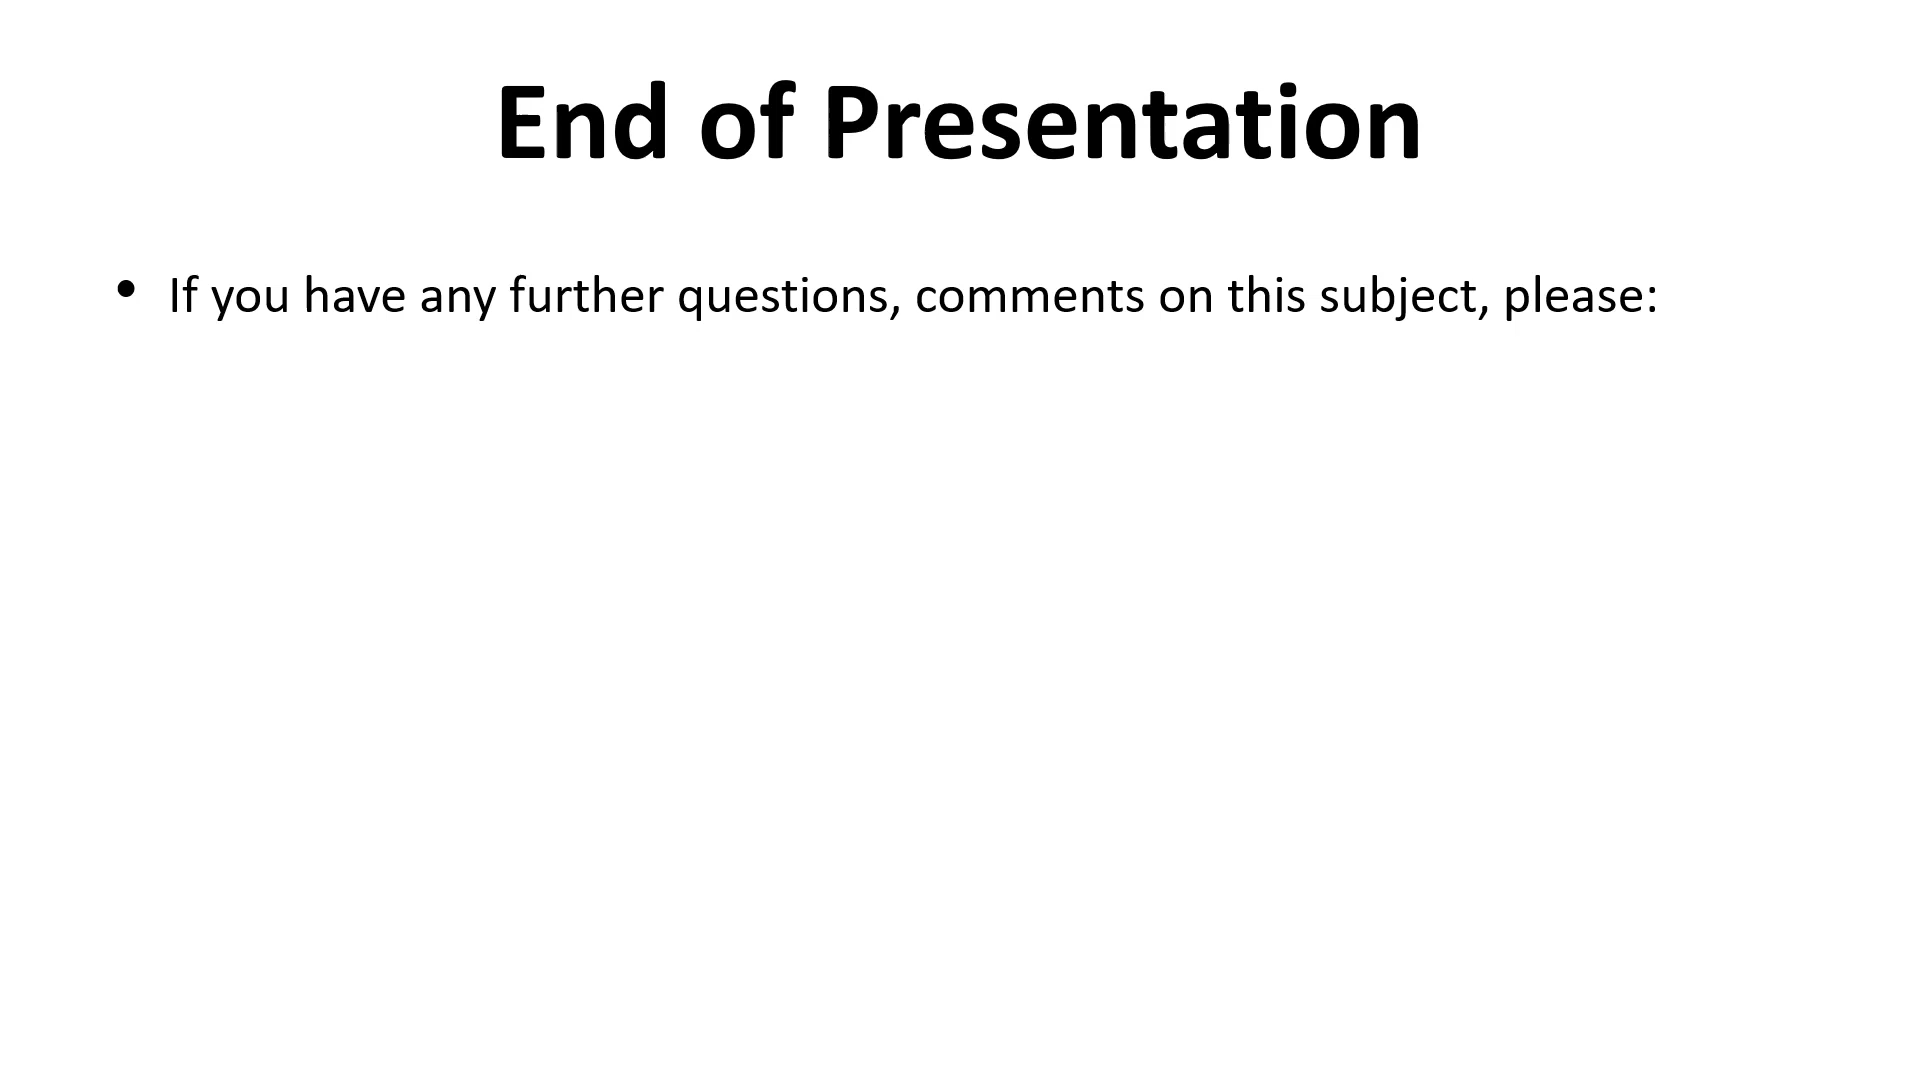 End of Presentation
• If you have any further questions, comments on this subject, please: